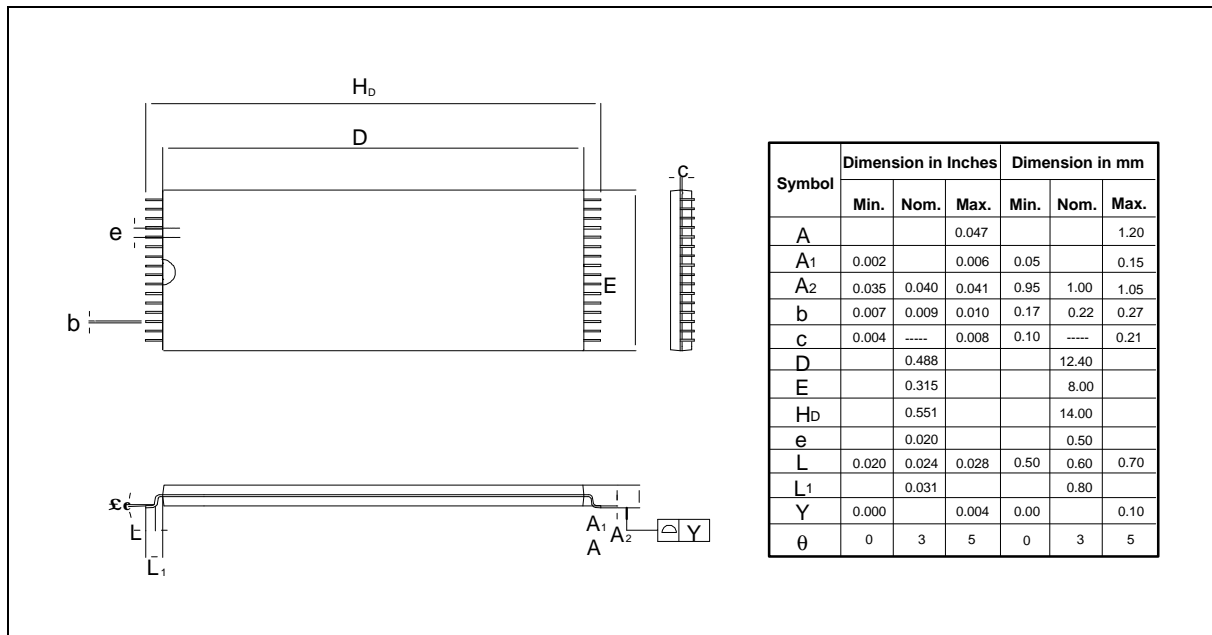 HD
D
c
e
E
b
£c
L
L1
A1
A
A2
Y
Symbol Dimension in Inches Dimension in mm
Min. Nom. Max. Min. Nom. Max.
A 0.047 1.20
A1 0.002 0.006 0.05 0.15
A2 0.035 0.040 0.041 0.95 1.00 1.05
b 0.007 0.009 0.010 0.17 0.22 0.27
c 0.004 ----- 0.008 0.10 ----- 0.21
D 0.488 12.40
E 0.315 8.00
HD 0.551 14.00
e 0.020 0.50
L 0.020 0.024 0.028 0.50 0.60 0.70
L1 0.031 0.80
Y 0.000 0.004 0.00 0.10
θ 0 3 5 0 3 5